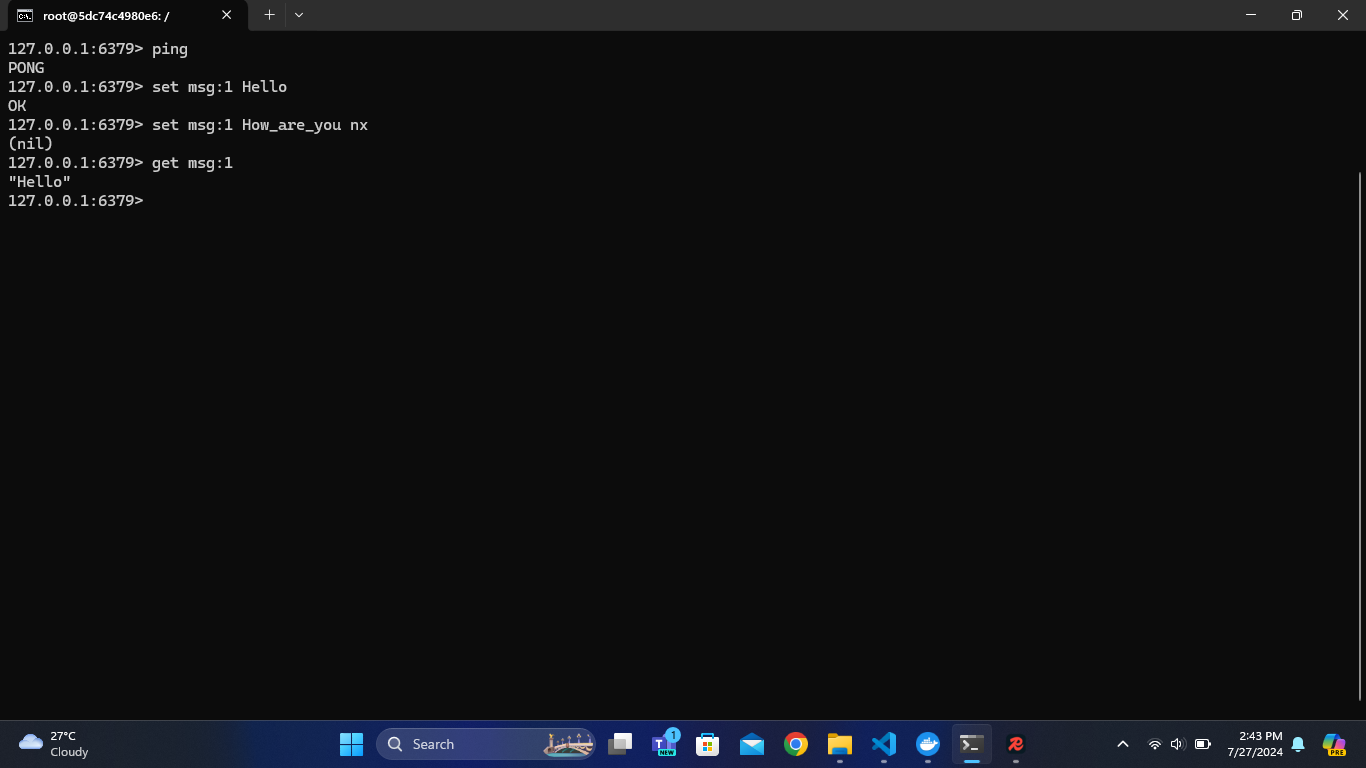 root@5dc74c4980e6: /
127.0.0.1:6379> ping
PONG
127.0.0.1:6379> set msg:1 Hello
OK
127.0.0.1:6379> set msg:1 How_are_you nx
(nil)
127.0.0.1:6379> get msg:1
"Hello"
127.0.0.1:6379>
27°C
Cloudy
Search
1
NEW
2:43 PM
7/27/2024
PRE